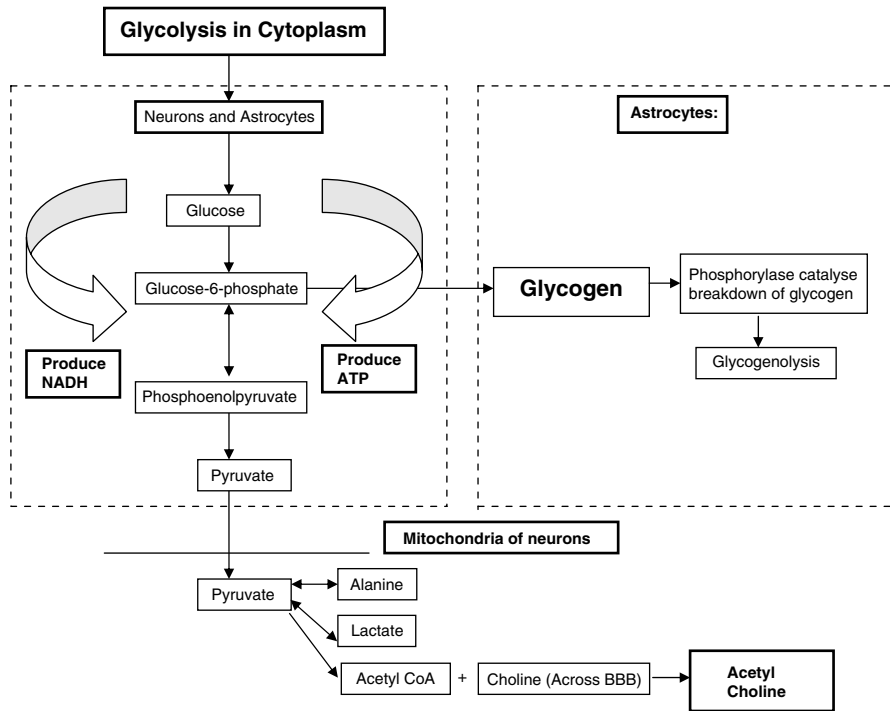 Glycolysis in Cytoplasm
Neurons and Astrocytes
Astrocytes:
Glucose
Glucose-6-phosphate
Glycogen
Phosphorylase catalyse
breakdown of glycogen
Glycogenolysis
Produce
NADH
Produce
ATP
Phosphoenolpyruvate
Pyruvate
Mitochondria of neurons
Pyruvate
Alanine
Lactate
Acetyl CoA + Choline (Across BBB)
Acetyl
Choline